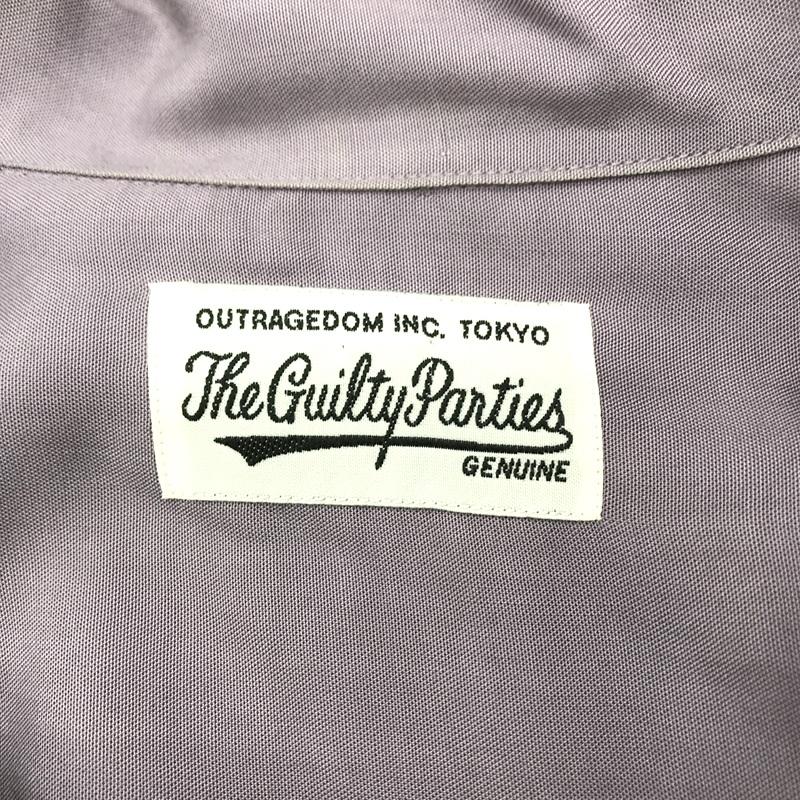 OUTRAGEDOM INC. TOKYO
The Guilty Parties
GENUINE